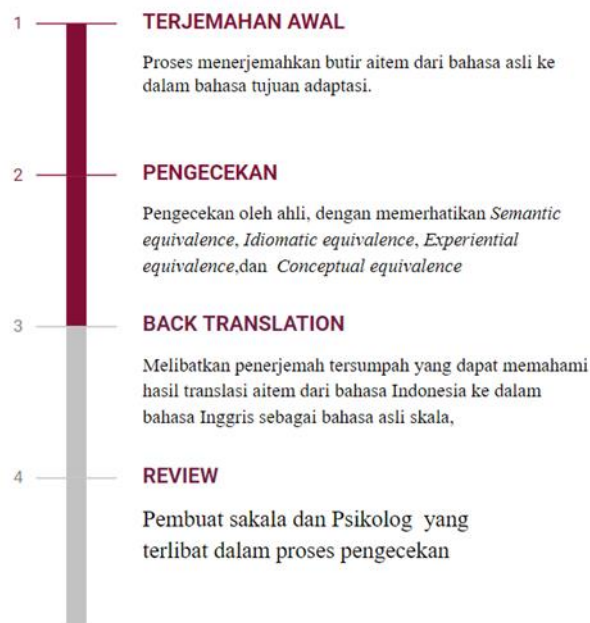 1
TERJEMAHAN AWAL
Proses menerjemahkan butir aitem dari bahasa asli ke
dalam bahasa tujuan adaptasi.
2
PENGECEKAN
Pengecekan oleh ahli, dengan memerhatikan Semantic
equivalence, Idiomatic equivalence, Experiential
equivalence,dan Conceptual equivalence
3
BACK TRANSLATION
Melibatkan penerjemah tersumpah yang dapat memahami
hasil translasi aitem dari bahasa Indonesia ke dalam
bahasa Inggris sebagai bahasa asli skala,
4
REVIEW
Pembuat sakala dan Psikolog yang
terlibat dalam proses pengecekan